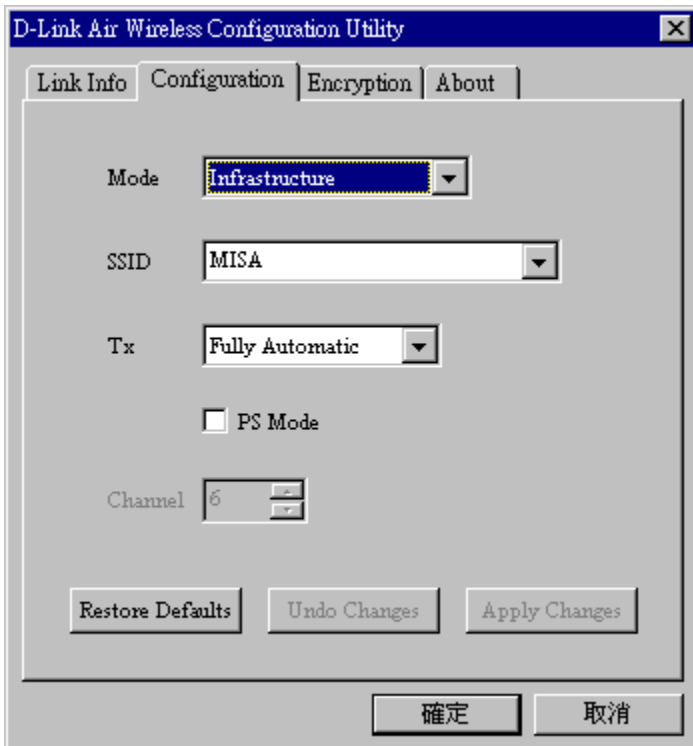 D-Link Air Wireless Configuration Utility
Link Info Configuration Encryption About
Mode Infrastructure
SSID MISA
Tx Fully Automatic
PS Mode
Channel 6
Restore Defaults Undo Changes Apply Changes
確定 取消